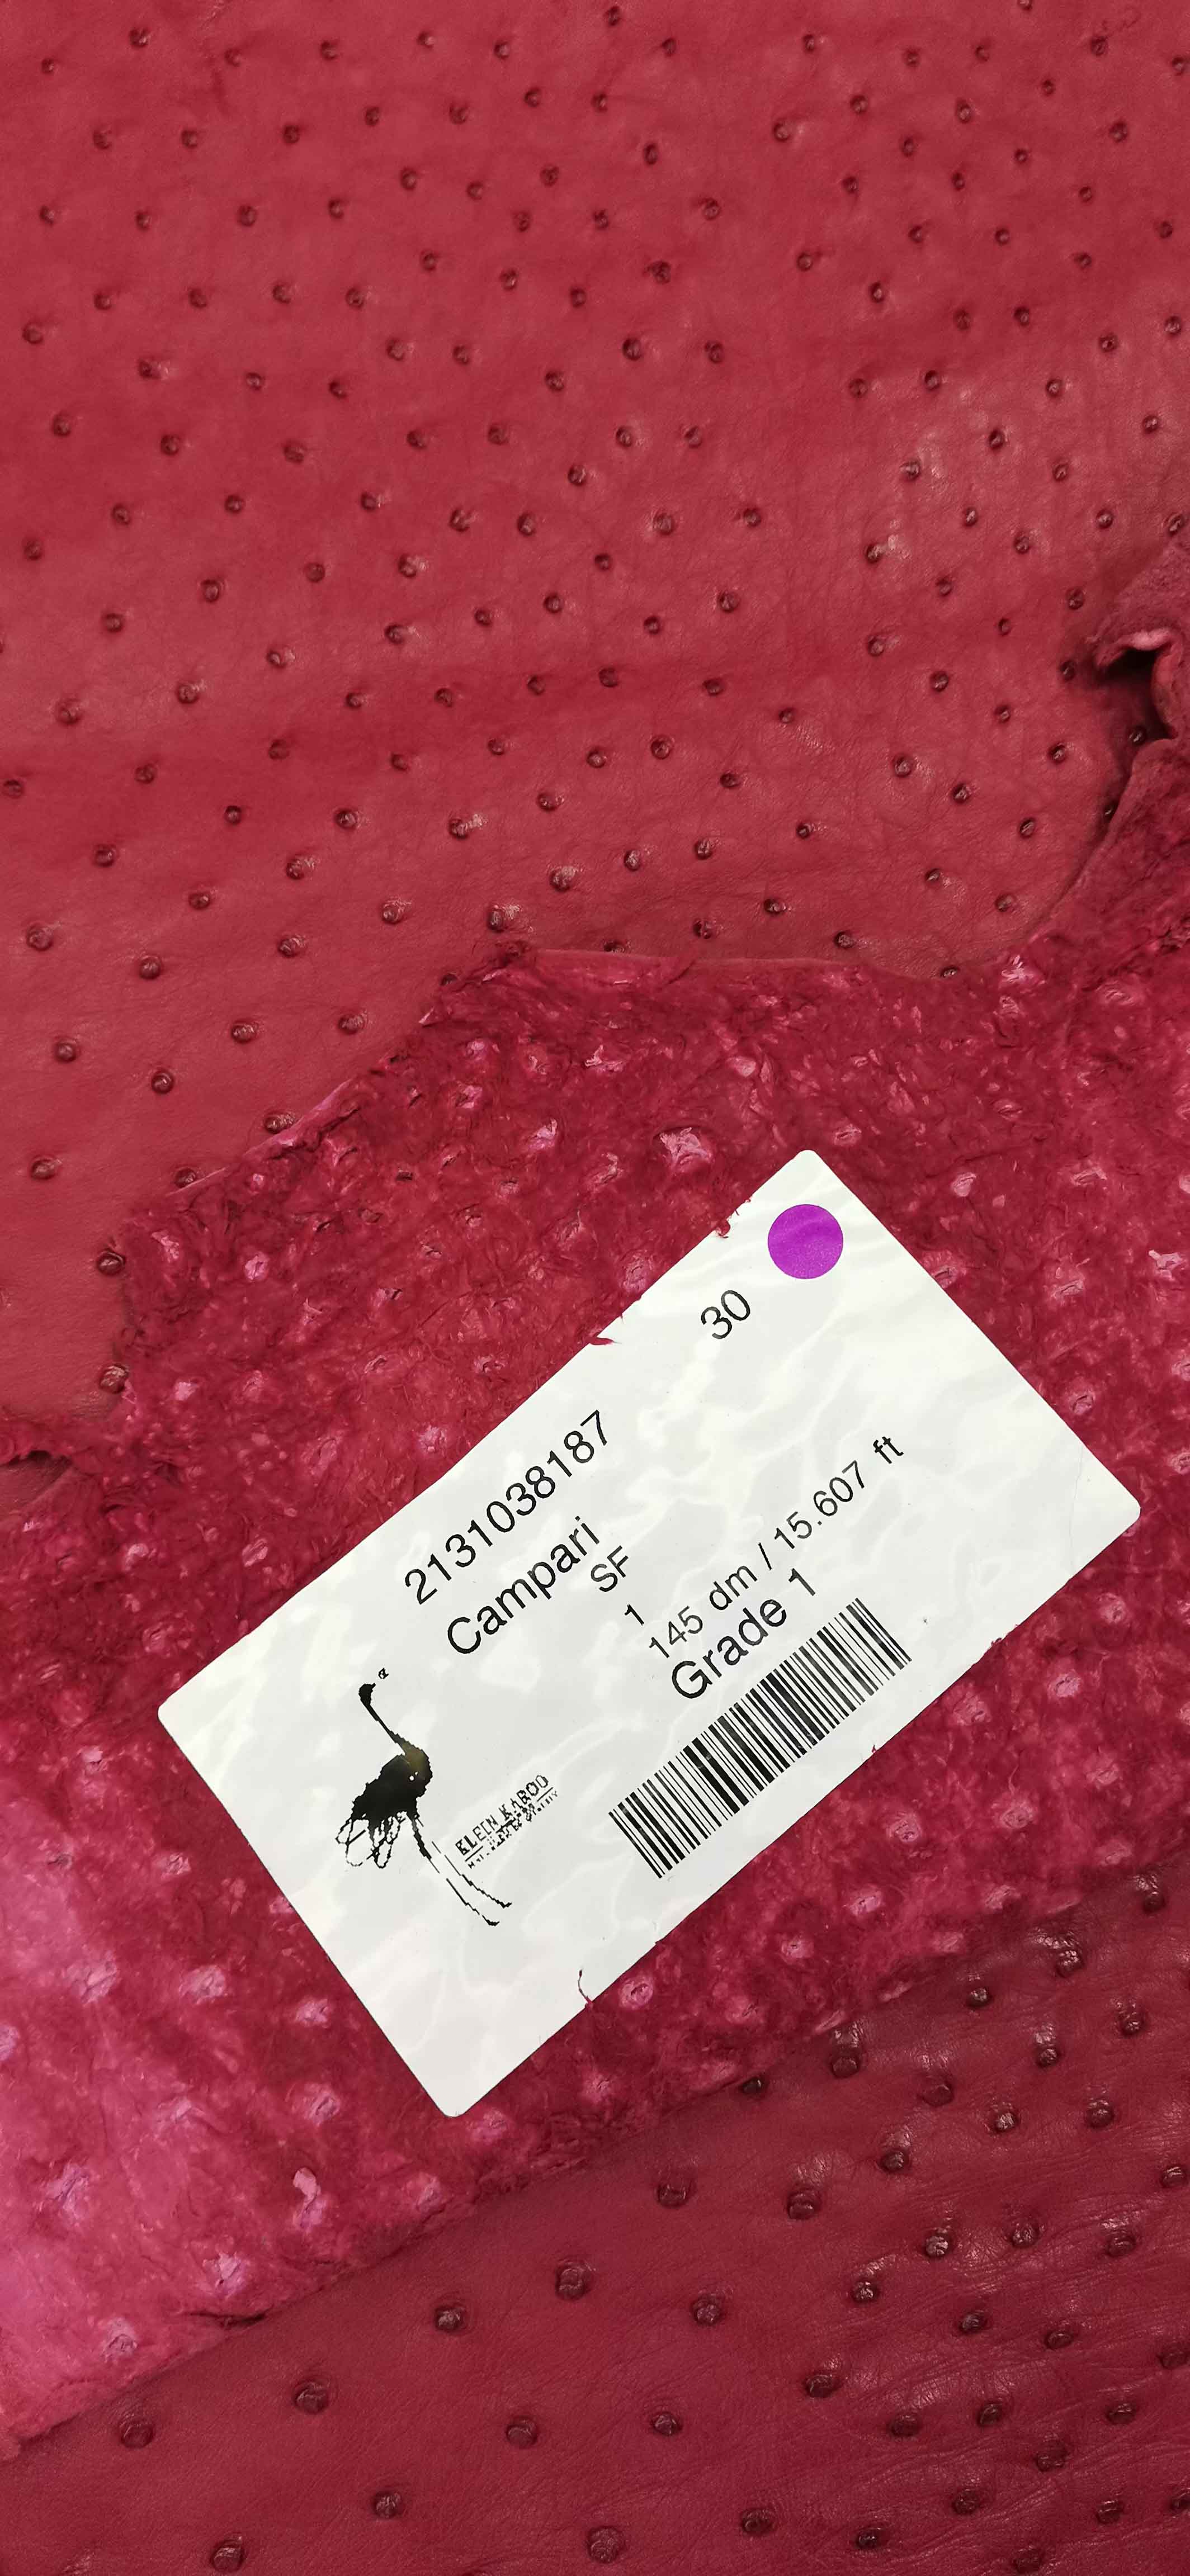 2131038187 30
Campari
SF
1
145 dm / 15.607 ft
Grade 1
KLEIN KAROO